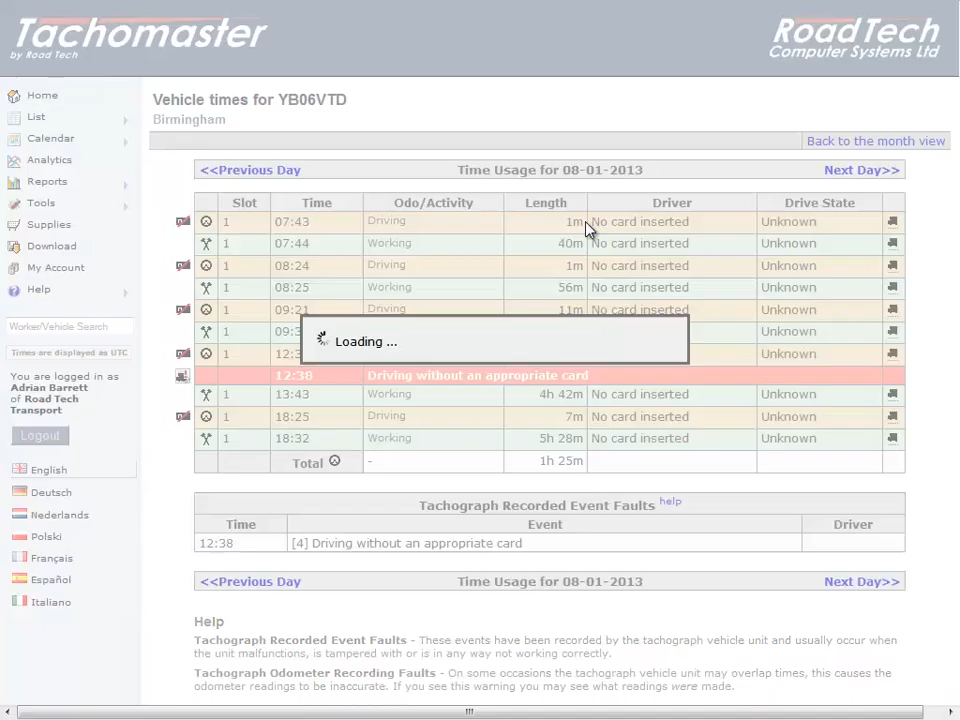 Tachomaster
by Road Tech
RoadTech
Computer Systems Ltd
Home
List
Calendar
Analytics
Reports
Tools
Supplies
Download
My Account
Help
Worker/Vehicle Search
Times are displayed as UTC
You are logged in as
Adrian Barrett
of Road Tech
Transport
Logout
English
Deutsch
Nederlands
Polski
Français
Español
Italiano
Vehicle times for YB06VTD
Birmingham
Back to the month view
<<Previous Day Time Usage for 08-01-2013 Next Day>>
Slot Time Odo/Activity Length Driver Drive State
1 07:43 Driving 1m No card inserted Unknown
1 07:44 Working 40m No card inserted Unknown
1 08:24 Driving 1m No card inserted Unknown
1 08:25 Working 56m No card inserted Unknown
1 09:21 Driving 11m No card inserted Unknown
1 09:3 Unknown
1 12:3 Unknown
Loading ...
12:38 Driving without an appropriate card
1 13:43 Working 4h 42m No card inserted Unknown
1 18:25 Driving 7m No card inserted Unknown
1 18:32 Working 5h 28m No card inserted Unknown
Total - 1h 25m
Tachograph Recorded Event Faults help
Time Event Driver
12:38 [4] Driving without an appropriate card
<<Previous Day Time Usage for 08-01-2013 Next Day>>
Help
Tachograph Recorded Event Faults - These events have been recorded by the tachograph vehicle unit and usually occur when
the unit malfunctions, is tampered with or is in any way not working correctly.
Tachograph Odometer Recording Faults - On some occasions the tachograph vehicle unit may overlap times, this causes the
odometer readings to be inaccurate. If you see this warning you may see what readings were made.